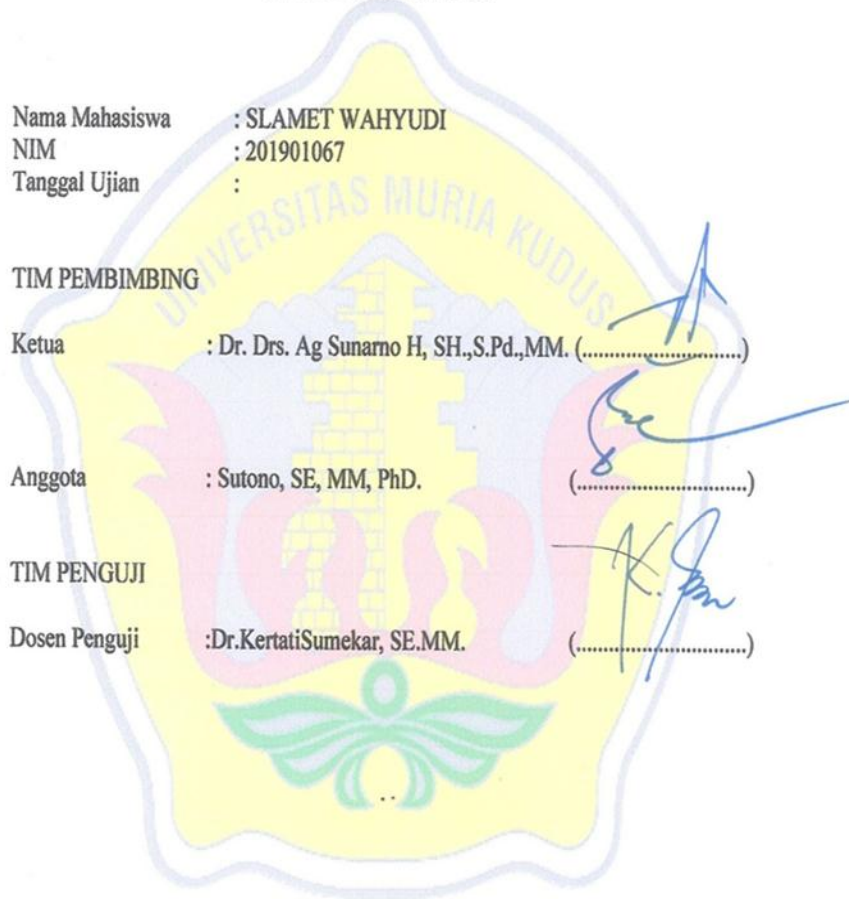 Nama Mahasiswa : SLAMET WAHYUDI
NIM : 201901067
Tanggal Ujian :
UNIVERSITAS MURIA KUDUS
TIM PEMBIMBING
Ketua : Dr. Drs. Ag Sunarno H, SH.,S.Pd.,MM. (............................)
Anggota : Sutono, SE, MM, PhD. (..............................)
TIM PENGUJI
Dosen Penguji :Dr.KertatiSumekar, SE.MM. (..............................)